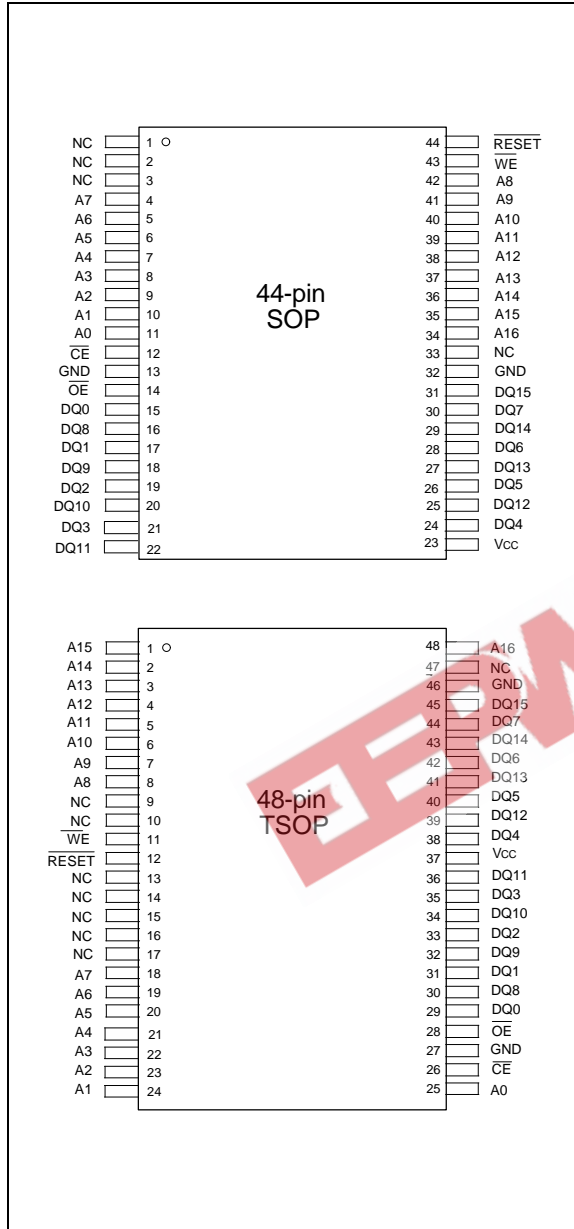 NC 1 44 RESET
NC 2 43 WE
NC 3 42 A8
A7 4 41 A9
A6 5 40 A10
A5 6 39 A11
A4 7 38 A12
A3 8 37 A13
A2 9 36 A14
A1 10 35 A15
A0 11 34 A16
CE 12 33 NC
GND 13 32 GND
OE 14 31 DQ15
DQ0 15 30 DQ7
DQ8 16 29 DQ14
DQ1 17 28 DQ6
DQ9 18 27 DQ13
DQ2 19 26 DQ5
DQ10 20 25 DQ12
DQ3 21 24 DQ4
DQ11 22 23 VCC
44-pin
SOP
A15 1 48 A16
A14 2 47 NC
A13 3 46 GND
A12 4 45 DQ15
A11 5 44 DQ7
A10 6 43 DQ14
A9 7 42 DQ6
A8 8 41 DQ13
NC 9 40 DQ5
NC 10 39 DQ12
WE 11 38 DQ4
RESET 12 37 VCC
NC 13 36 DQ11
NC 14 35 DQ3
NC 15 34 DQ10
NC 16 33 DQ2
NC 17 32 DQ9
A7 18 31 DQ1
A6 19 30 DQ8
A5 20 29 DQ0
A4 21 28 OE
A3 22 27 GND
A2 23 26 CE
A1 24 25 A0
48-pin
TSOP